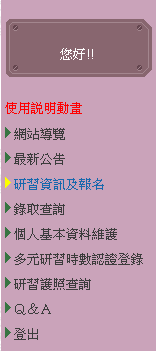 您好!!
使用説明動畫
網站導覽
最新公告
研習資訊及報名
錄取查詢
個人基本資料維護
多元研習時數認證登錄
研習護照查詢
Q＆A
登出